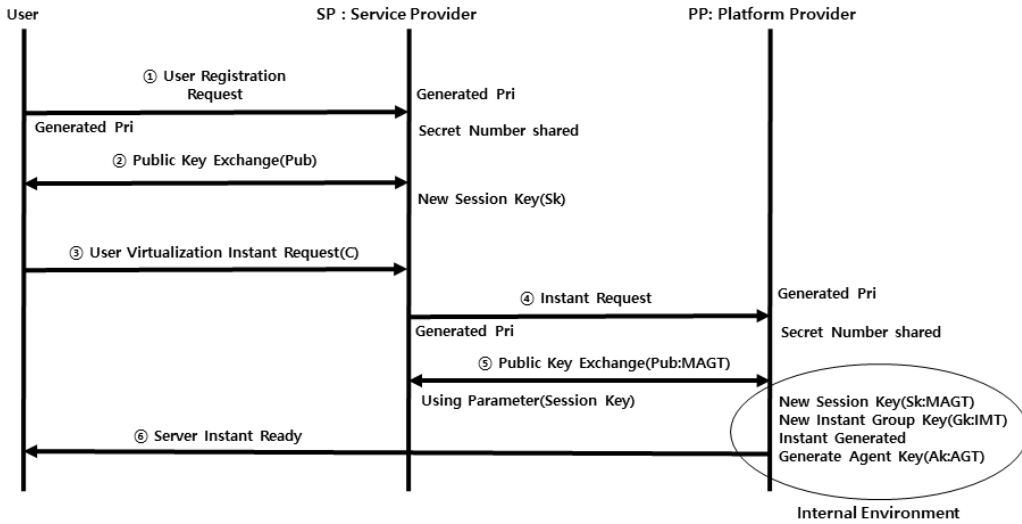 User
SP : Service Provider
PP: Platform Provider
① User Registration
Request
Generated Pri
Generated Pri
Secret Number shared
② Public Key Exchange(Pub)
New Session Key(Sk)
③ User Virtualization Instant Request(C)
④ Instant Request
Generated Pri
Generated Pri
Secret Number shared
⑤ Public Key Exchange(Pub:MAGT)
Using Parameter(Session Key)
New Session Key(Sk:MAGT)
New Instant Group Key(Gk:IMT)
Instant Generated
Generate Agent Key(Ak:AGT)
⑥ Server Instant Ready
Internal Environment